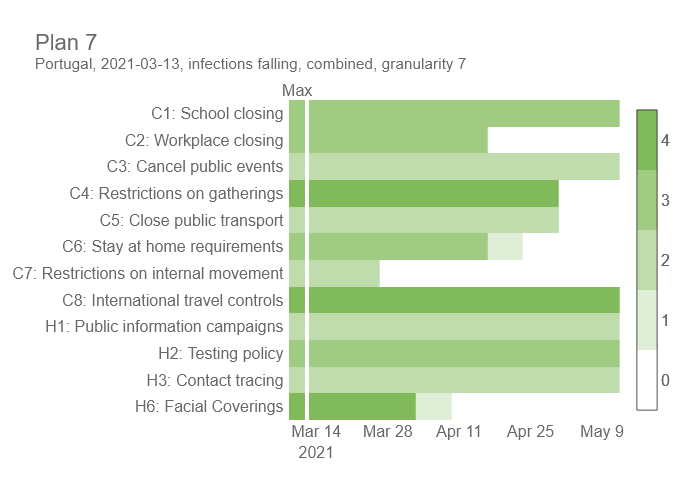 Plan 7
Portugal, 2021-03-13, infections falling, combined, granularity 7
Max
C1: School closing
C2: Workplace closing
C3: Cancel public events
C4: Restrictions on gatherings
C5: Close public transport
C6: Stay at home requirements
C7: Restrictions on internal movement
C8: International travel controls
H1: Public information campaigns
H2: Testing policy
H3: Contact tracing
H6: Facial Coverings
Mar 14 Mar 28 Apr 11 Apr 25 May 9
2021
4
3
2
1
0